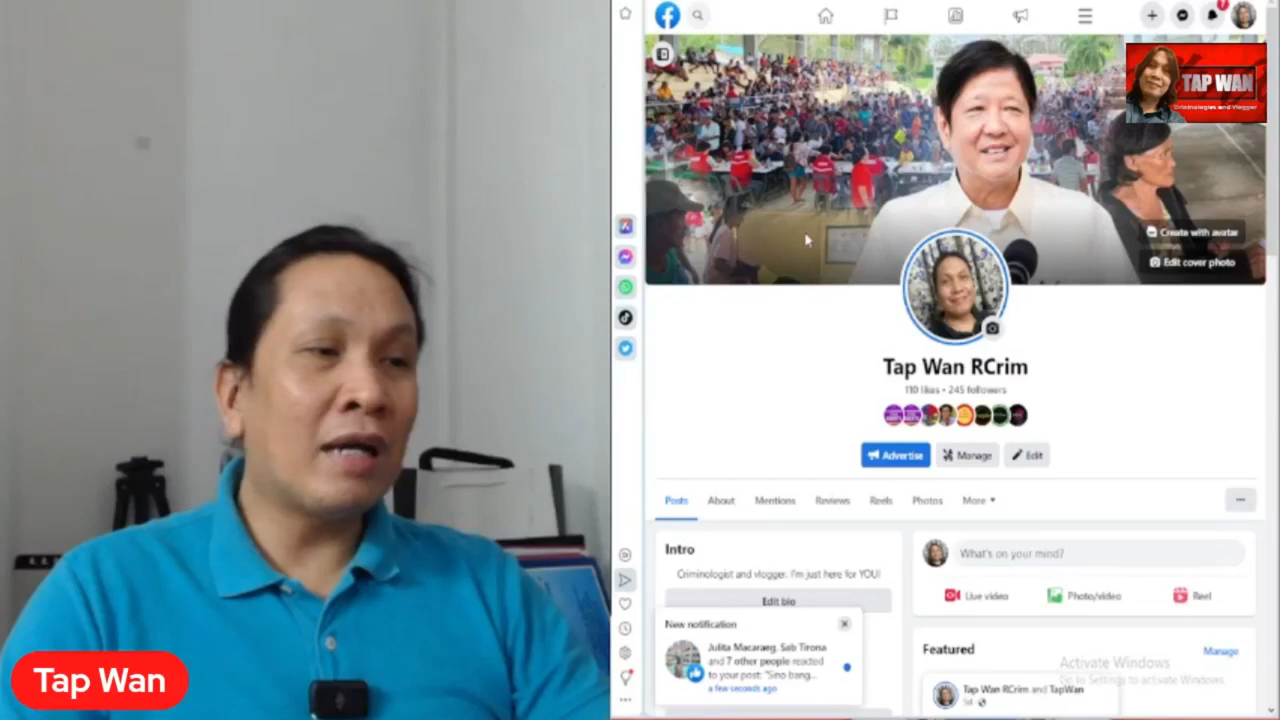 TAP WAN
Criminologist and Vlogger
Create with avatar
Edit cover photo
Tap Wan RCrim
110 likes • 245 followers
Advertise
Manage
Edit
Posts
About
Mentions
Reviews
Reels
Photos
More
Intro
Criminologist and vlogger. I'm just here for YOU!
Edit bio
What's on your mind?
Live video
Photo/video
Reel
New notification
Julita Macaraeg, Sab Tirona
and 7 other people reacted
to your post: "Sino bang...
a few seconds ago
Featured
Manage
Activate Windows
Go to Settings to activate Windows.
Tap Wan RCrim and TapWan
Tap Wan